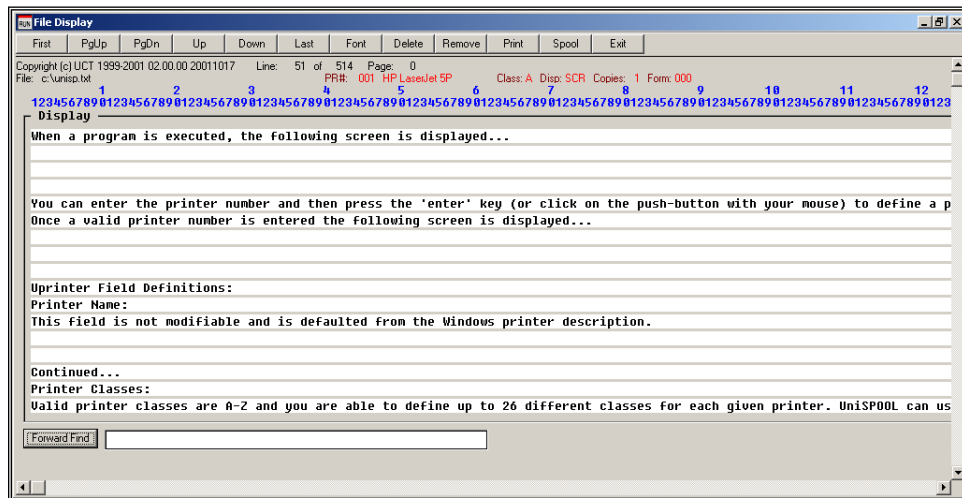 RUN File Display
First PgUp PgDn Up Down Last Font Delete Remove Print Spool Exit
Copyright (c) UCT 1999-2001 02.00.00 20011017 Line: 51 of 514 Page: 0
File: c:\unisp.txt PR#: 001 HP LaserJet 5P Class: A Disp: SCR Copies: 1 Form: 000
1 2 3 4 5 6 7 8 9 10 11 12
123456789012345678901234567890123456789012345678901234567890123456789012345678901234567890123456789012345678901234567890123
Display
When a program is executed, the following screen is displayed...
You can enter the printer number and then press the 'enter' key (or click on the push-button with your mouse) to define a p
Once a valid printer number is entered the following screen is displayed...
Uprinter Field Definitions:
Printer Name:
This field is not modifiable and is defaulted from the Windows printer description.
Continued...
Printer Classes:
Valid printer classes are A-Z and you are able to define up to 26 different classes for each given printer. UniSPOOL can us
Forward Find